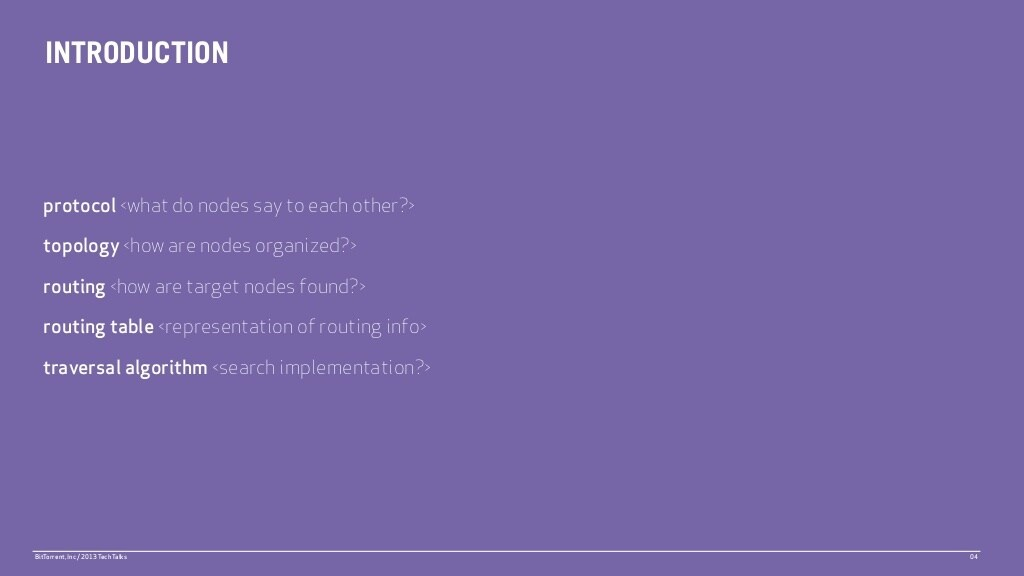 INTRODUCTION
protocol ‹what do nodes say to each other?›
topology ‹how are nodes organized?›
routing ‹how are target nodes found?›
routing table ‹representation of routing info›
traversal algorithm ‹search implementation?›
BitTorrent, Inc / 2013 Tech Talks
04